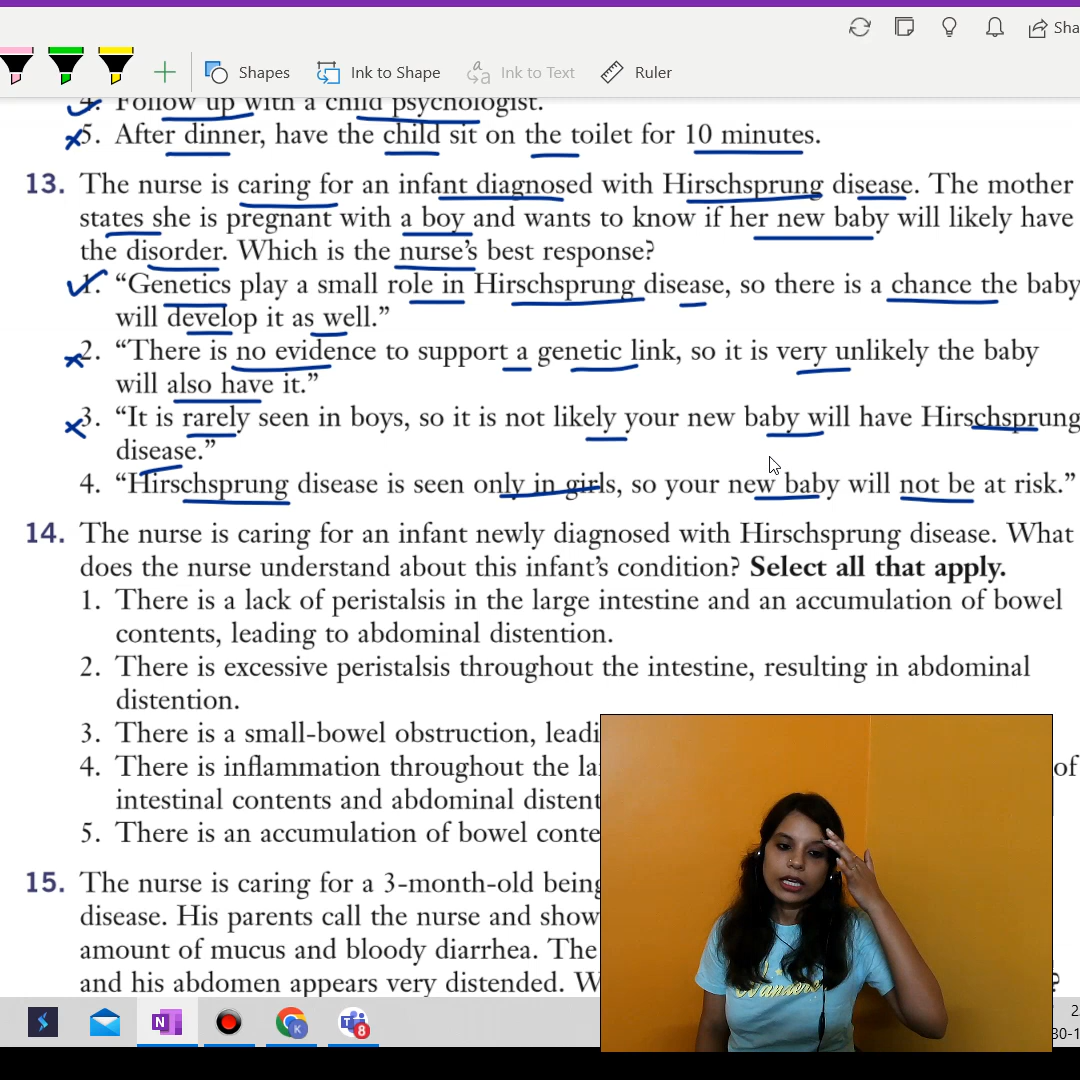 Sha
Shapes
Ink to Shape
Ink to Text
Ruler
4. Follow up with a child psychologist.
5. After dinner, have the child sit on the toilet for 10 minutes.
13. The nurse is caring for an infant diagnosed with Hirschsprung disease. The mother
states she is pregnant with a boy and wants to know if her new baby will likely have
the disorder. Which is the nurse's best response?
1. “Genetics play a small role in Hirschsprung disease, so there is a chance the baby
will develop it as well.”
2. “There is no evidence to support a genetic link, so it is very unlikely the baby
will also have it.”
3. “It is rarely seen in boys, so it is not likely your new baby will have Hirschsprung
disease.”
4. “Hirschsprung disease is seen only in girls, so your new baby will not be at risk.”
14. The nurse is caring for an infant newly diagnosed with Hirschsprung disease. What
does the nurse understand about this infant's condition? Select all that apply.
1. There is a lack of peristalsis in the large intestine and an accumulation of bowel
contents, leading to abdominal distention.
2. There is excessive peristalsis throughout the intestine, resulting in abdominal
distention.
3. There is a small-bowel obstruction, leadi
4. There is inflammation throughout the la of
intestinal contents and abdominal distent
5. There is an accumulation of bowel conte
15. The nurse is caring for a 3-month-old being
disease. His parents call the nurse and show
amount of mucus and bloody diarrhea. The
and his abdomen appears very distended. W ?
N
K
T 8
30-1